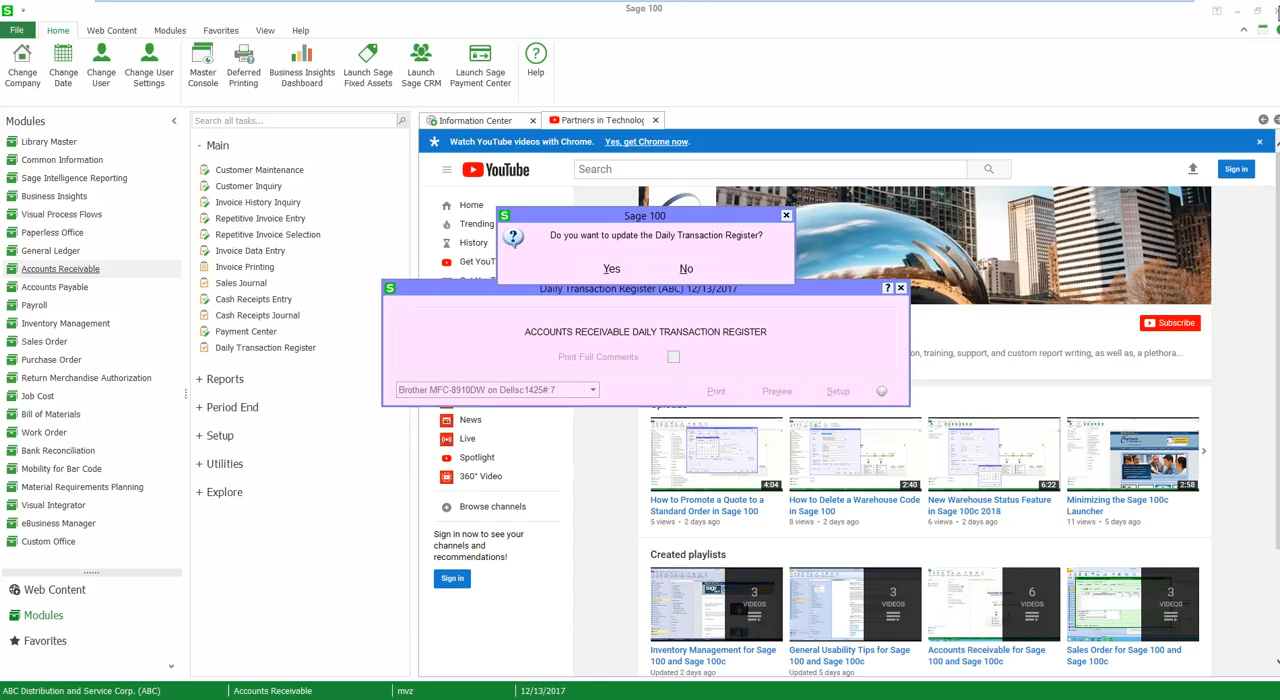 Sage 100
File
Home
Web Content
Modules
Favorites
View
Help
Change Company
Change Date
Change User
Change User Settings
Master Console
Deferred Printing
Business Insights Dashboard
Launch Sage Fixed Assets
Launch Sage CRM
Launch Sage Payment Center
Help
Modules
Library Master
Common Information
Sage Intelligence Reporting
Business Insights
Visual Process Flows
Paperless Office
General Ledger
Accounts Receivable
Accounts Payable
Payroll
Inventory Management
Sales Order
Purchase Order
Return Merchandise Authorization
Job Cost
Bill of Materials
Work Order
Bank Reconciliation
Mobility for Bar Code
Material Requirements Planning
Visual Integrator
eBusiness Manager
Custom Office
Web Content
Modules
Favorites
Search all tasks...
- Main
Customer Maintenance
Customer Inquiry
Invoice History Inquiry
Repetitive Invoice Entry
Repetitive Invoice Selection
Invoice Data Entry
Invoice Printing
Sales Journal
Cash Receipts Entry
Cash Receipts Journal
Payment Center
Daily Transaction Register
+ Reports
+ Period End
+ Setup
+ Utilities
+ Explore
Information Center
Partners in Technolog
Watch YouTube videos with Chrome. Yes, get Chrome now.
YouTube
Search
Sign in
Home
Trending
History
Get YouT
Sage 100
Do you want to update the Daily Transaction Register?
Yes
No
Daily Transaction Register (ABC) 12/13/2017
ACCOUNTS RECEIVABLE DAILY TRANSACTION REGISTER
Print Full Comments
Brother MFC-8910DW on Dellsc1425#:7
Print
Preview
Setup
Subscribe
on, training, support, and custom report writing, as well as, a plethora...
News
Live
Spotlight
360° Video
Browse channels
Sign in now to see your
channels and
recommendations!
Sign in
4:04
2:40
6:22
2:58
How to Promote a Quote to a
Standard Order in Sage 100
5 views • 2 days ago
How to Delete a Warehouse Code
in Sage 100
8 views • 2 days ago
New Warehouse Status Feature
in Sage 100c 2018
6 views • 2 days ago
Minimizing the Sage 100c
Launcher
11 views • 5 days ago
Created playlists
3
VIDEOS
3
VIDEOS
6
VIDEOS
3
VIDEOS
Inventory Management for Sage
100 and Sage 100c
Updated 2 days ago
General Usability Tips for Sage
100 and Sage 100c
Accounts Receivable for Sage
100 and Sage 100c
Sales Order for Sage 100 and
Sage 100c
ABC Distribution and Service Corp. (ABC)
Accounts Receivable
mvz
12/13/2017